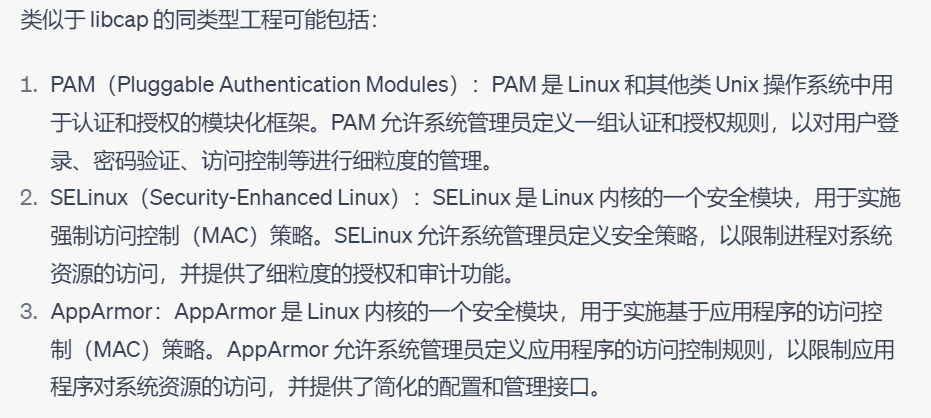 类似于 libcap 的同类型工程可能包括：
1. PAM（Pluggable Authentication Modules）：PAM 是 Linux 和其他类 Unix 操作系统中用
于认证和授权的模块化框架。PAM 允许系统管理员定义一组认证和授权规则，以对用户登
录、密码验证、访问控制等进行细粒度的管理。
2. SELinux（Security-Enhanced Linux）：SELinux 是 Linux 内核的一个安全模块，用于实施
强制访问控制（MAC）策略。SELinux 允许系统管理员定义安全策略，以限制进程对系统
资源的访问，并提供了细粒度的授权和审计功能。
3. AppArmor：AppArmor 是 Linux 内核的一个安全模块，用于实施基于应用程序的访问控
制（MAC）策略。AppArmor 允许系统管理员定义应用程序的访问控制规则，以限制应用
程序对系统资源的访问，并提供了简化的配置和管理接口。